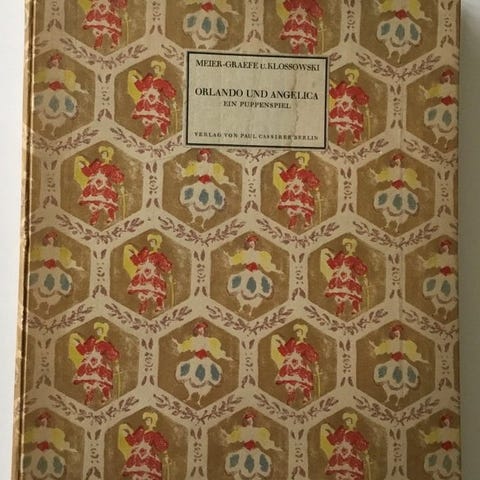 MEIER-GRAEFE U. KLOSSOWSKI
ORLANDO UND ANGELICA
EIN PUPPENSPIEL
VERLAG VON PAUL CASSIRER BERLIN